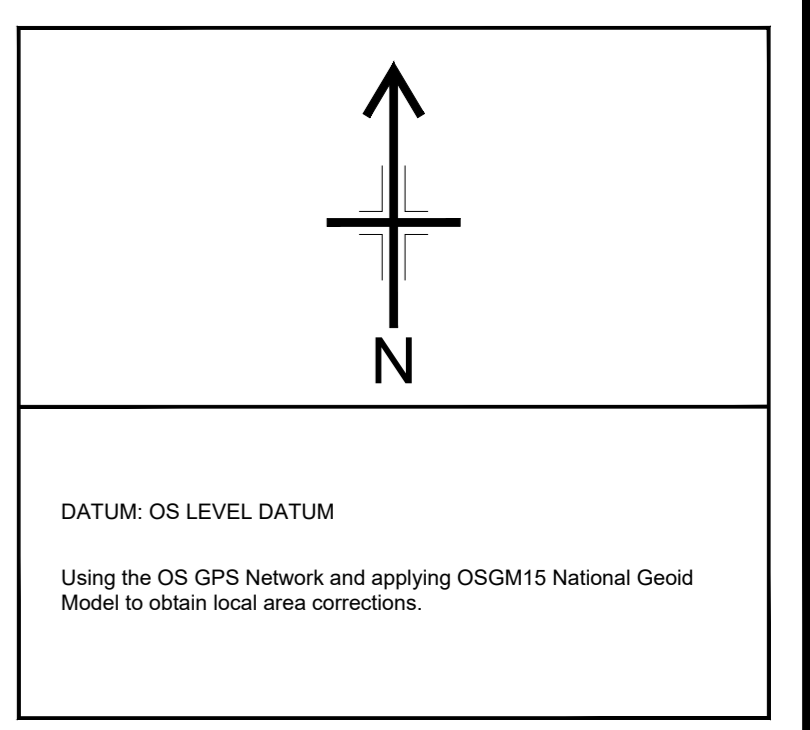 N
DATUM: OS LEVEL DATUM
Using the OS GPS Network and applying OSGM15 National Geoid
Model to obtain local area corrections.